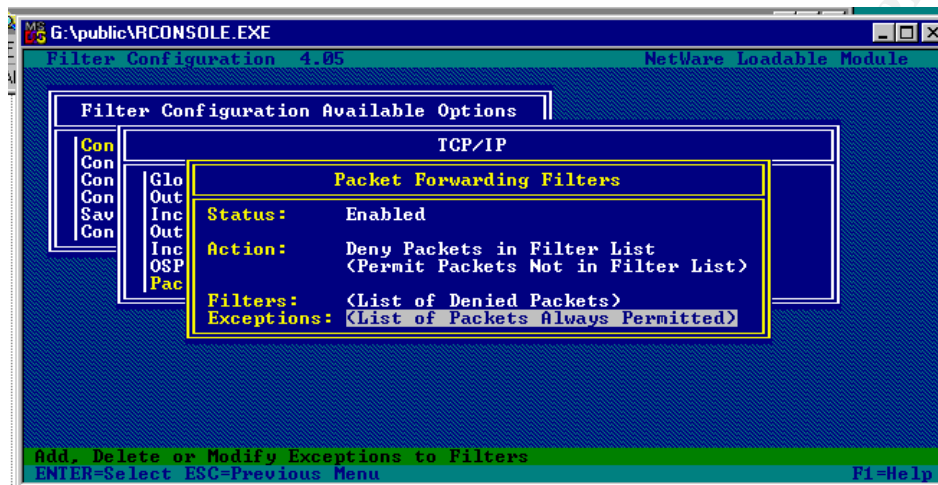 G:\public\RCONSOLE.EXE
Filter Configuration 4.05 NetWare Loadable Module
Filter Configuration Available Options
Con
Con
Con
Con
Sav
Con
TCP/IP
Glo
Out
Inc
Out
Inc
OSP
Pac
Packet Forwarding Filters
Status: Enabled
Action: Deny Packets in Filter List
(Permit Packets Not in Filter List)
Filters: (List of Denied Packets)
Exceptions: (List of Packets Always Permitted)
Add, Delete or Modify Exceptions to Filters
ENTER=Select ESC=Previous Menu F1=Help